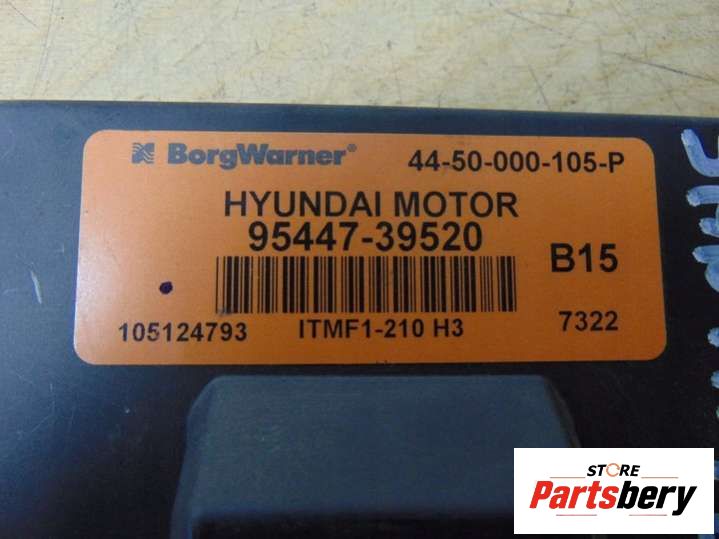 BorgWarner® 44-50-000-105-P
HYUNDAI MOTOR
95447-39520
B15
105124793 ITMF1-210 H3 7322
STORE
Partsbery